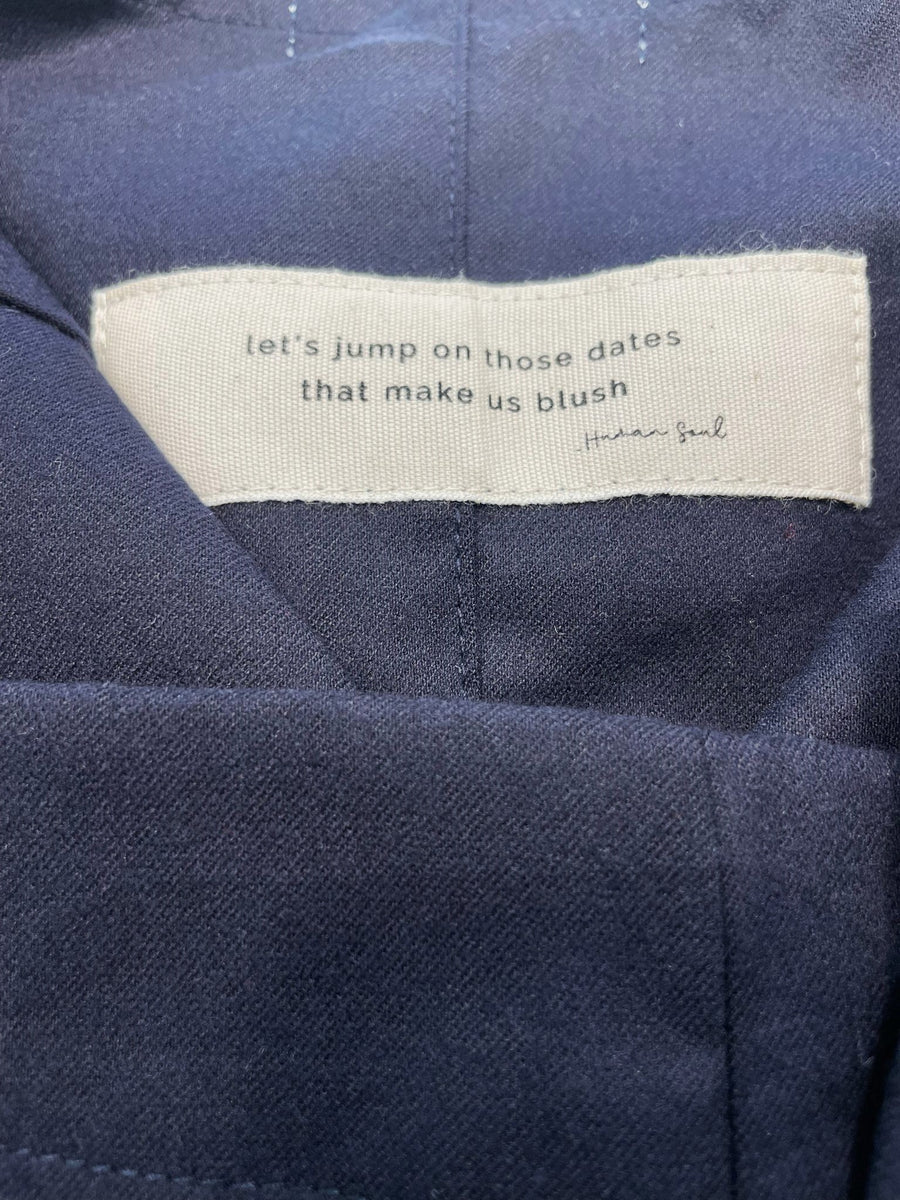 let's jump on those dates
that make us blush
Human Soul